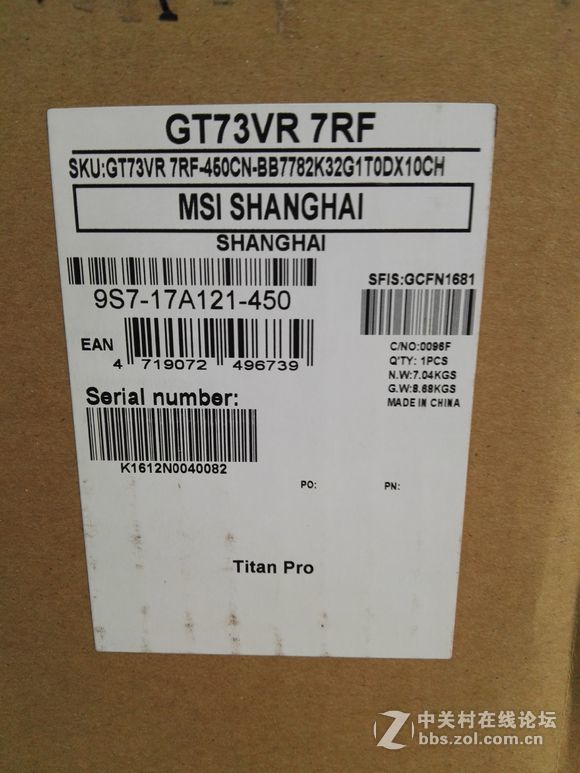 GT73VR 7RF
SKU:GT73VR 7RF-450CN-BB7782K32G1T0DX10CH
MSI SHANGHAI
SHANGHAI
9S7-17A121-450
SFIS:GCFN1681
EAN
4 719072 496739
C/NO:0096F
Q'TY: 1PCS
N.W:7.04KGS
G.W:8.68KGS
MADE IN CHINA
Serial number:
K1612N0040082
PO:
PN:
Titan Pro
Z
中关村在线论坛
bbs.zol.com.cn